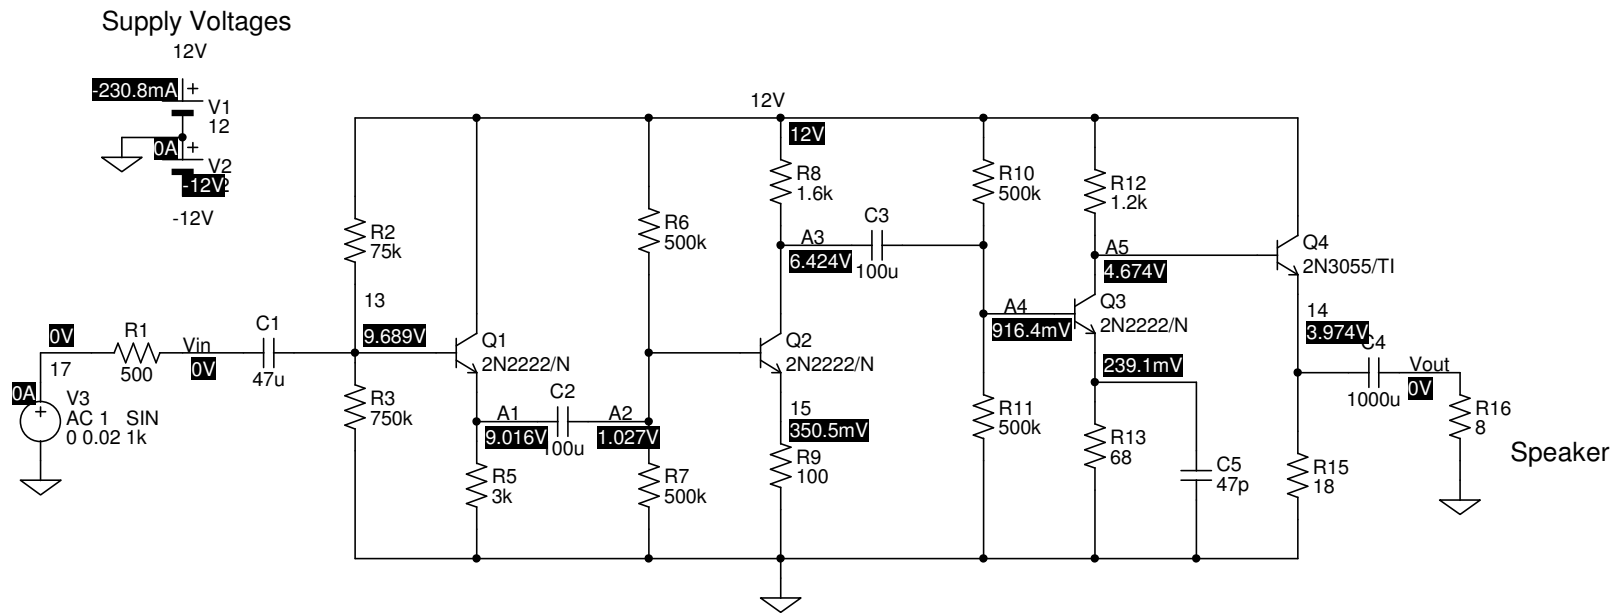 Supply Voltages
12V
-230.8mA
+
V1
12
0A
+
V2
-12V
-12V
12V
12V
R8
1.6k
R10
500k
R12
1.2k
R2
75k
R6
500k
C3
A3
6.424V
100u
A5
4.674V
Q4
2N3055/TI
13
9.689V
Q1
2N2222/N
Q2
2N2222/N
A4
916.4mV
Q3
2N2222/N
14
3.974V
C4
1000u
Vout
0V
0V
R1
500
Vin
0V
C1
47u
17
0A
+
V3
AC 1 SIN
0 0.02 1k
R3
750k
A1
9.016V
C2
A2
1.027V
15
350.5mV
239.1mV
R16
8
R5
3k
R7
500k
R9
100
R11
500k
R13
68
C5
47p
R15
18
Speaker